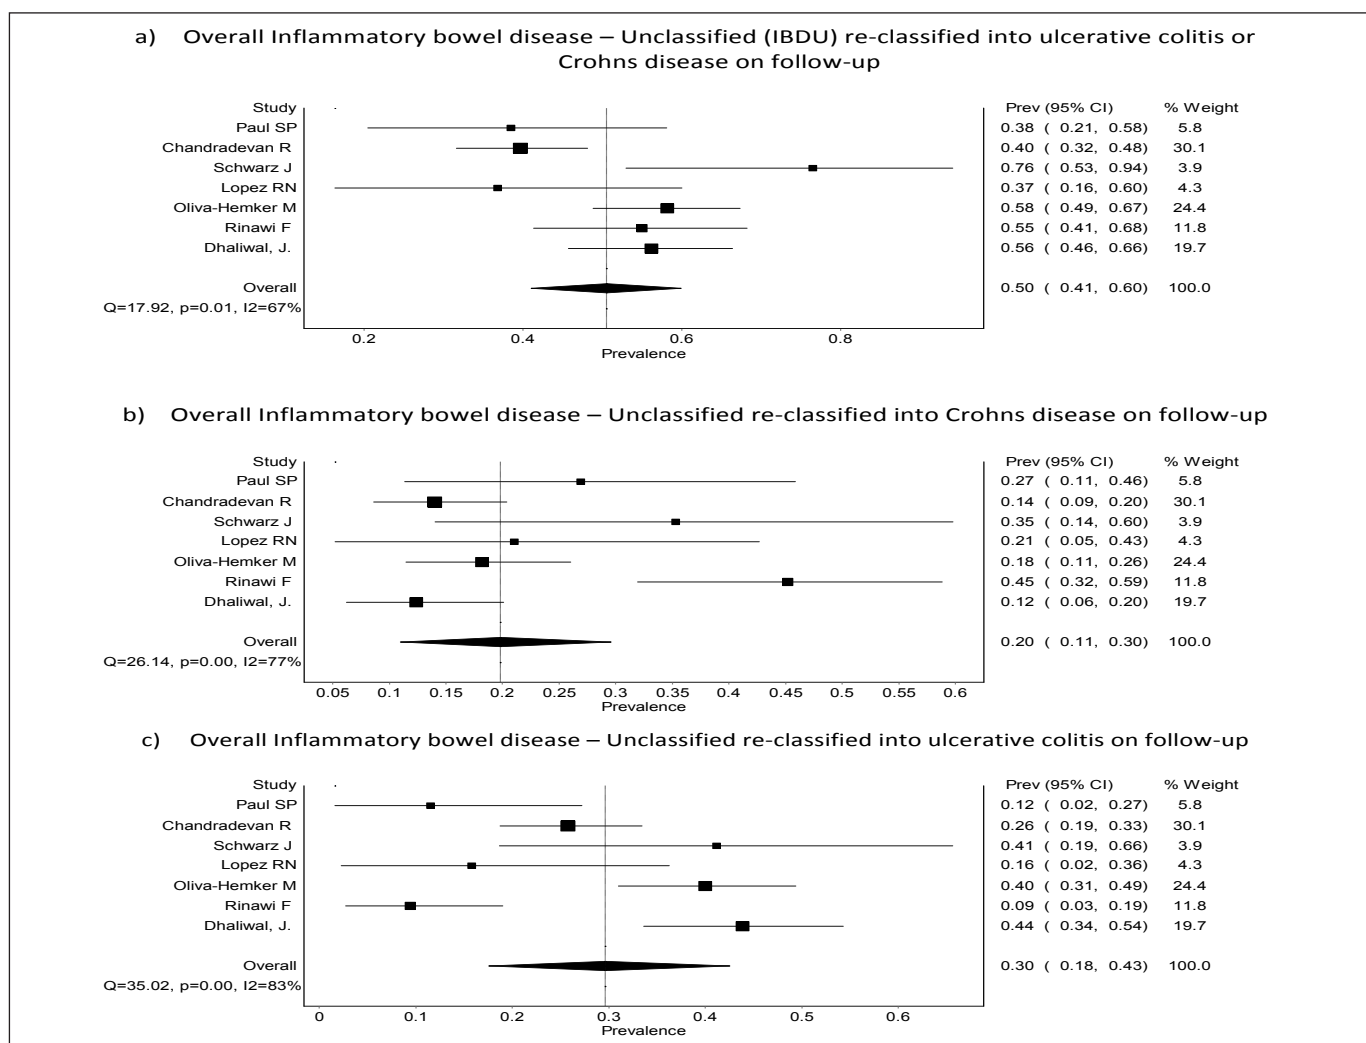 a) Overall Inflammatory bowel disease – Unclassified (IBDU) re-classified into ulcerative colitis or
Crohns disease on follow-up
Study Prev (95% CI) % Weight
Paul SP 0.38 ( 0.21, 0.58) 5.8
Chandradevan R 0.40 ( 0.32, 0.48) 30.1
Schwarz J 0.76 ( 0.53, 0.94) 3.9
Lopez RN 0.37 ( 0.16, 0.60) 4.3
Oliva-Hemker M 0.58 ( 0.49, 0.67) 24.4
Rinawi F 0.55 ( 0.41, 0.68) 11.8
Dhaliwal, J. 0.56 ( 0.46, 0.66) 19.7
Overall 0.50 ( 0.41, 0.60) 100.0
Q=17.92, p=0.01, I2=67%
0.2 0.4 0.6 0.8
Prevalence
b) Overall Inflammatory bowel disease – Unclassified re-classified into Crohns disease on follow-up
Study Prev (95% CI) % Weight
Paul SP 0.27 ( 0.11, 0.46) 5.8
Chandradevan R 0.14 ( 0.09, 0.20) 30.1
Schwarz J 0.35 ( 0.14, 0.60) 3.9
Lopez RN 0.21 ( 0.05, 0.43) 4.3
Oliva-Hemker M 0.18 ( 0.11, 0.26) 24.4
Rinawi F 0.45 ( 0.32, 0.59) 11.8
Dhaliwal, J. 0.12 ( 0.06, 0.20) 19.7
Overall 0.20 ( 0.11, 0.30) 100.0
Q=26.14, p=0.00, I2=77%
0.05 0.1 0.15 0.2 0.25 0.3 0.35 0.4 0.45 0.5 0.55 0.6
Prevalence
c) Overall Inflammatory bowel disease – Unclassified re-classified into ulcerative colitis on follow-up
Study Prev (95% CI) % Weight
Paul SP 0.12 ( 0.02, 0.27) 5.8
Chandradevan R 0.26 ( 0.19, 0.33) 30.1
Schwarz J 0.41 ( 0.19, 0.66) 3.9
Lopez RN 0.16 ( 0.02, 0.36) 4.3
Oliva-Hemker M 0.40 ( 0.31, 0.49) 24.4
Rinawi F 0.09 ( 0.03, 0.19) 11.8
Dhaliwal, J. 0.44 ( 0.34, 0.54) 19.7
Overall 0.30 ( 0.18, 0.43) 100.0
Q=35.02, p=0.00, I2=83%
0 0.1 0.2 0.3 0.4 0.5 0.6
Prevalence